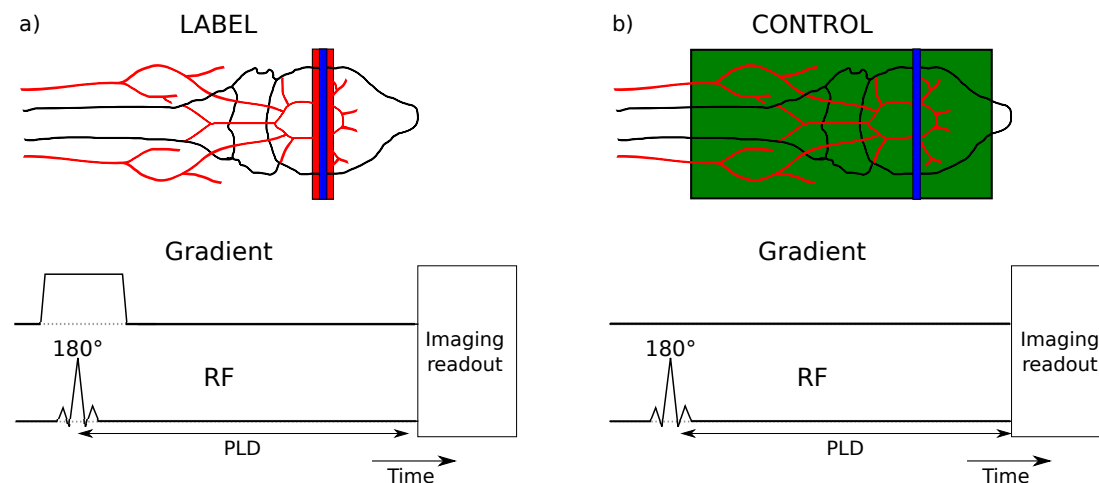 a)
LABEL
Gradient
180°
RF
Imaging
readout
PLD
Time
b)
CONTROL
Gradient
180°
RF
Imaging
readout
PLD
Time